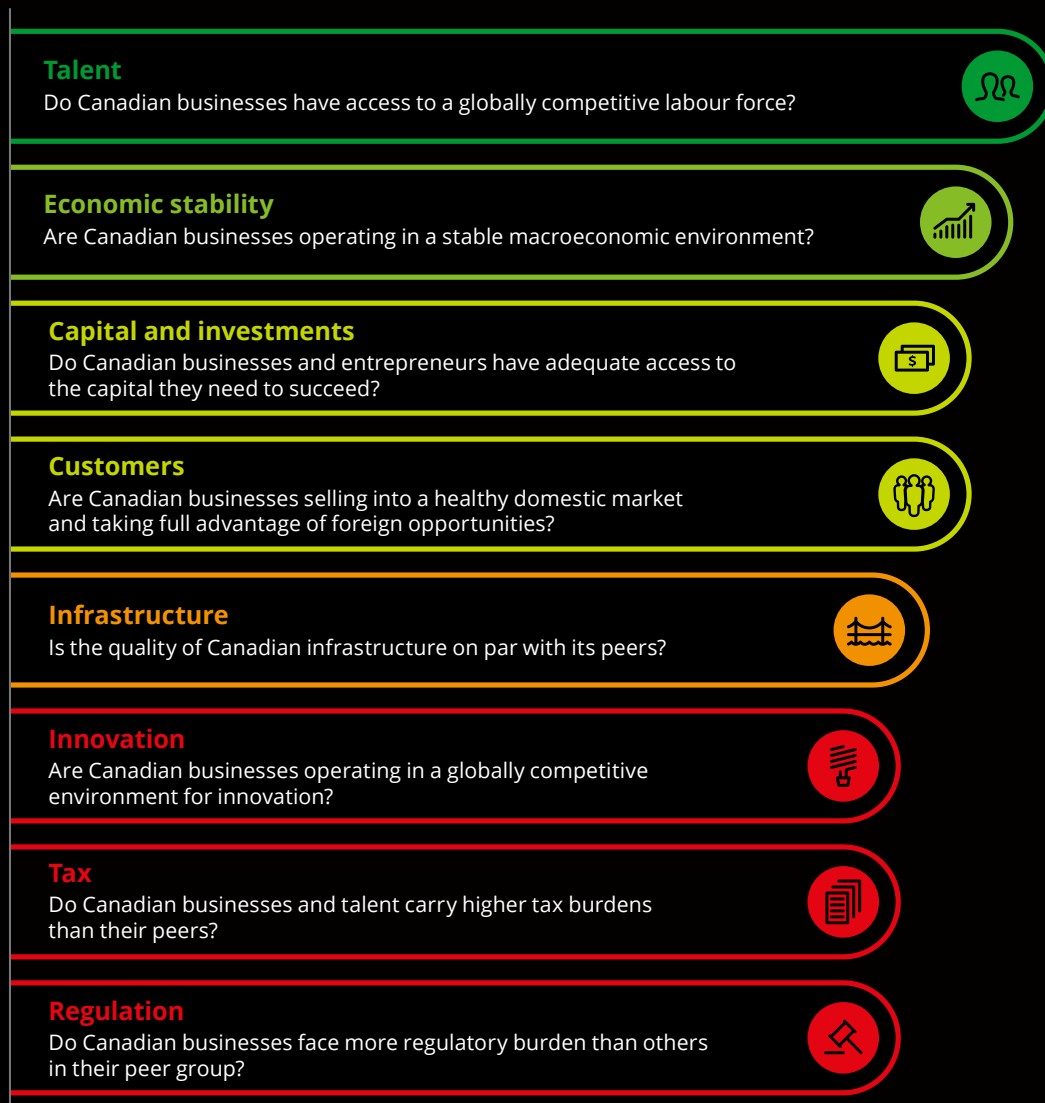 Talent
Do Canadian businesses have access to a globally competitive labour force?
Economic stability
Are Canadian businesses operating in a stable macroeconomic environment?
Capital and investments
Do Canadian businesses and entrepreneurs have adequate access to
the capital they need to succeed?
$
Customers
Are Canadian businesses selling into a healthy domestic market
and taking full advantage of foreign opportunities?
Infrastructure
Is the quality of Canadian infrastructure on par with its peers?
Innovation
Are Canadian businesses operating in a globally competitive
environment for innovation?
Tax
Do Canadian businesses and talent carry higher tax burdens
than their peers?
Regulation
Do Canadian businesses face more regulatory burden than others
in their peer group?